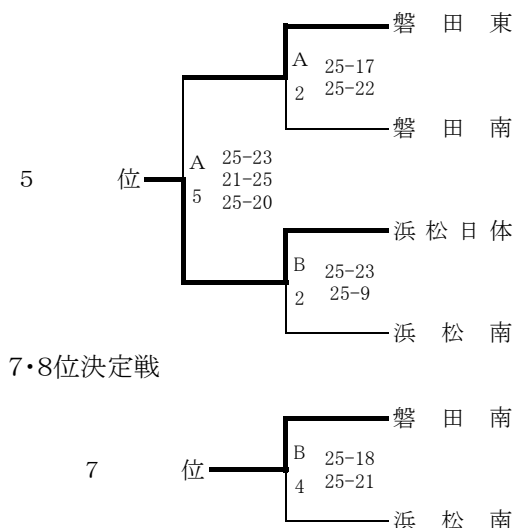 磐田東
A 25-17
2 25-22
磐田南
A 25-23
5位 21-25
5 25-20
浜松日体
B 25-23
2 25-9
浜松南
7・8位決定戦
磐田南
B 25-18
7位
4 25-21
浜松南